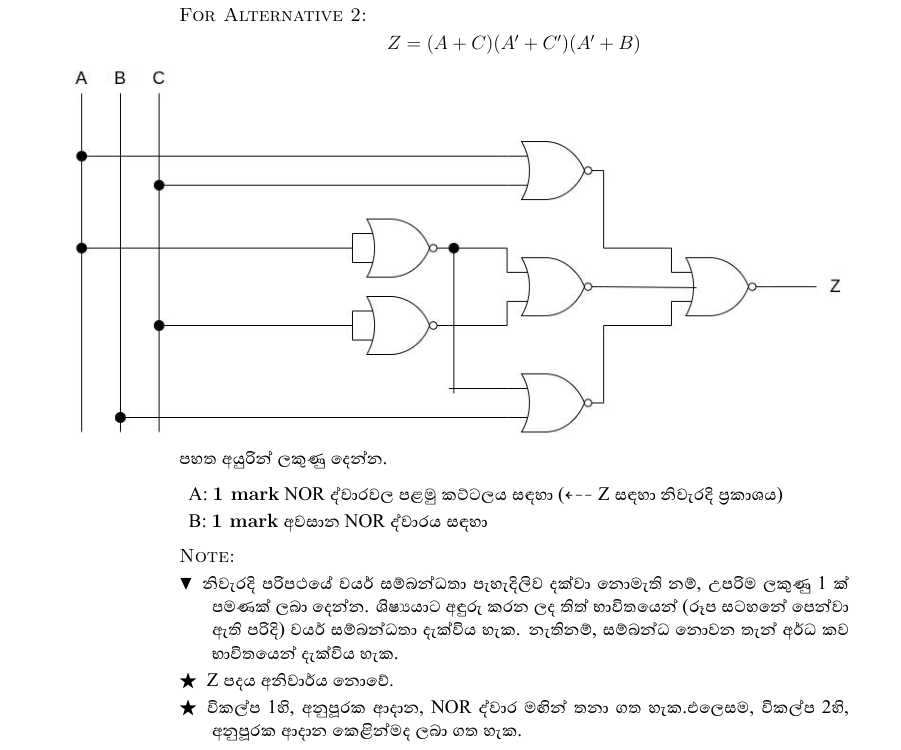 FOR ALTERNATIVE 2:
Z = (A + C)(A′ + C′)(A′ + B)
A B C
Z
පහත අයුරින් ලකුණු දෙන්න.
A: 1 mark NOR ද්වාරවල පළමු කට්ටලය සඳහා (←-- Z සඳහා නිවැරදි ප්‍රකාශය)
B: 1 mark අවසාන NOR ද්වාරය සඳහා
NOTE:
▼ නිවැරදි පරිපථයේ වයර් සම්බන්ධතා පැහැදිලිව දක්වා නොමැති නම්, උපරිම ලකුණු 1 ක්
පමණක් ලබා දෙන්න. ශිෂ්‍යයාට අඳුරු කරන ලද තිත් භාවිතයෙන් (රූප සටහනේ පෙන්වා
ඇති පරිදි) වයර් සම්බන්ධතා දැක්විය හැක. නැතිනම්, සම්බන්ධ නොවන තැන් අර්ධ කව
භාවිතයෙන් දැක්විය හැක.
★ Z පදය අනිවාර්ය නොවේ.
★ විකල්ප 1හි, අනුපූරක ආදාන, NOR ද්වාර මඟින් තනා ගත හැක.එලෙසම, විකල්ප 2හි,
අනුපූරක ආදාන කෙළින්මද ලබා ගත හැක.